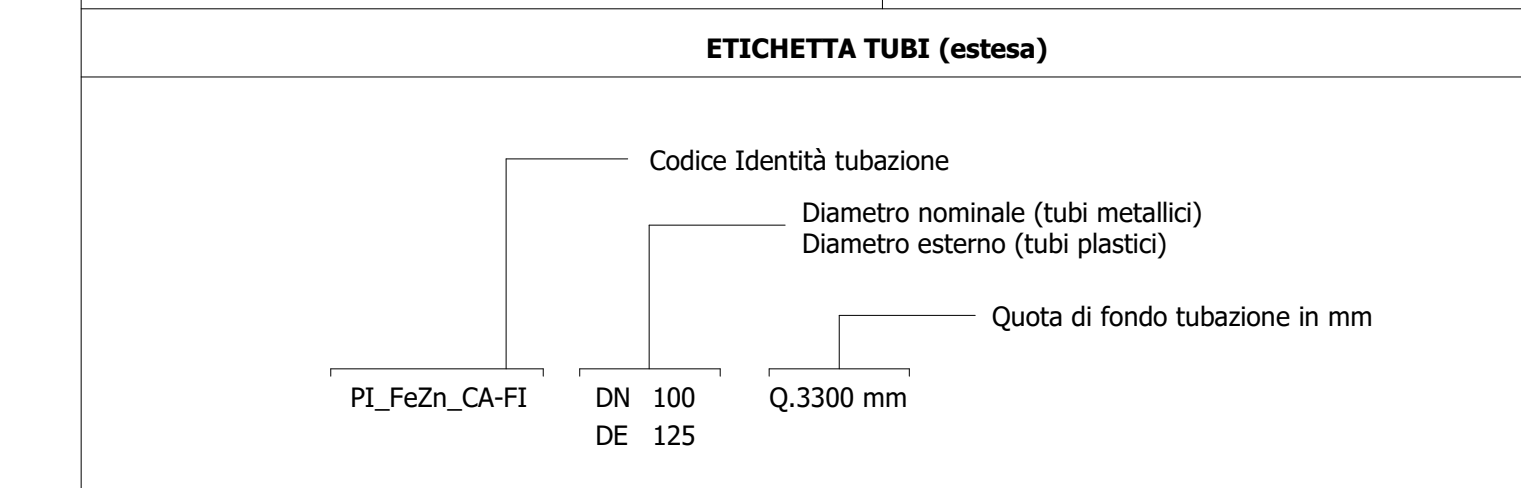 ETICHETTA TUBI (estesa)
Codice Identità tubazione
Diametro nominale (tubi metallici)
Diametro esterno (tubi plastici)
Quota di fondo tubazione in mm
PI_FeZn_CA-FI DN 100 Q.3300 mm
DE 125